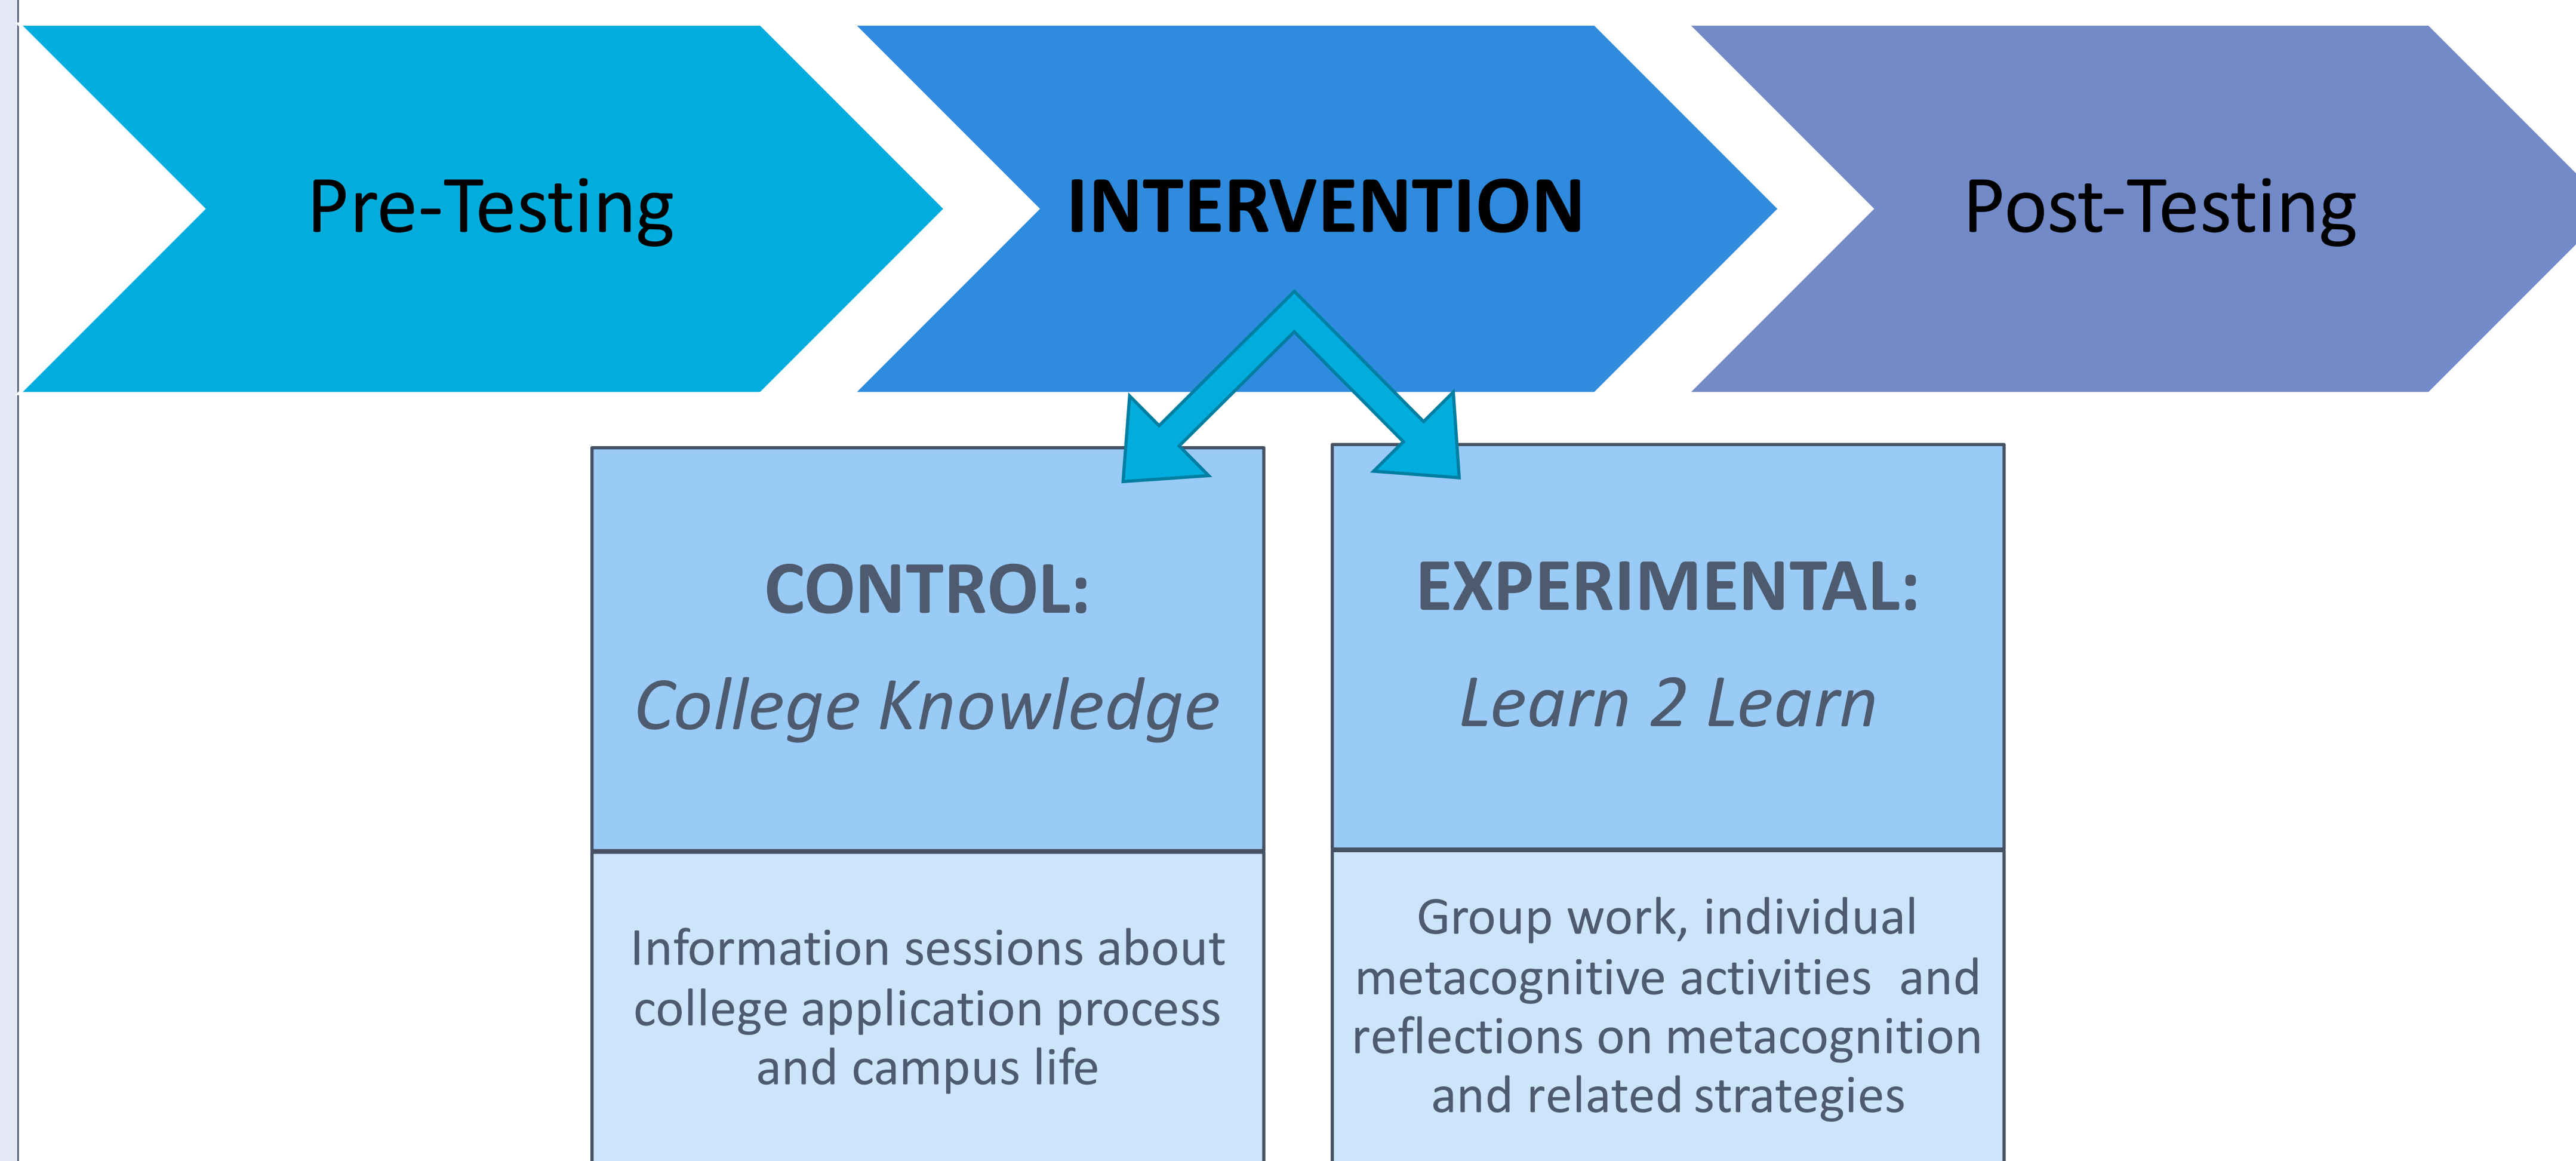 Pre-Testing
INTERVENTION
Post-Testing
CONTROL:
College Knowledge
Information sessions about
college application process
and campus life
EXPERIMENTAL:
Learn 2 Learn
Group work, individual
metacognitive activities  and
reflections on metacognition
and related strategies